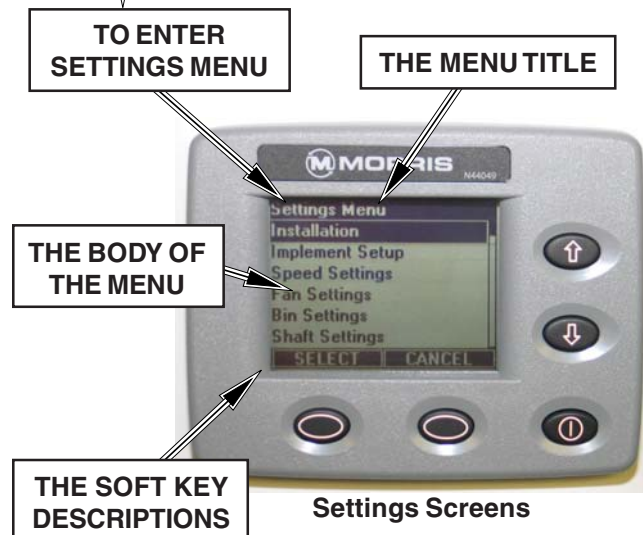 TO ENTER
SETTINGS MENU
THE MENU TITLE
MORRIS
N44049
Settings Menu
Installation
Implement Setup
Speed Settings
Fan Settings
Bin Settings
Shaft Settings
SELECT CANCEL
THE BODY OF
THE MENU
THE SOFT KEY
DESCRIPTIONS
Settings Screens